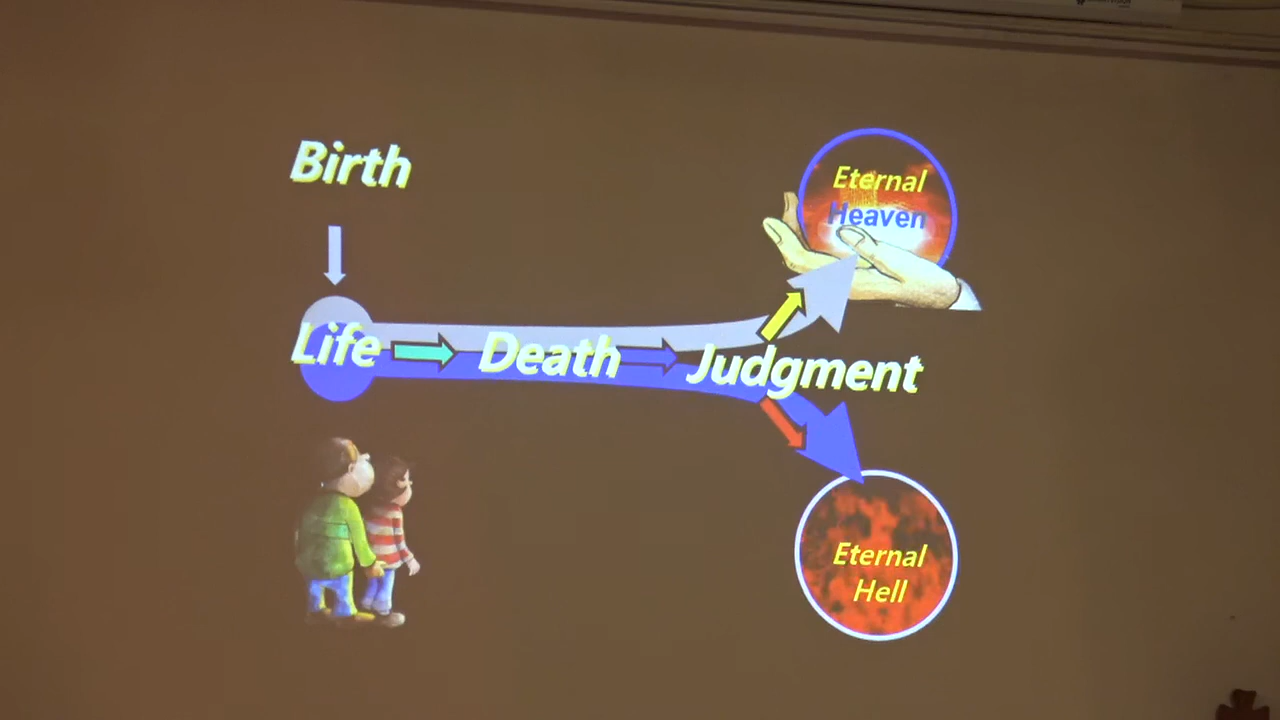 Birth
Eternal
Heaven
Life
Death
Judgment
Eternal
Hell